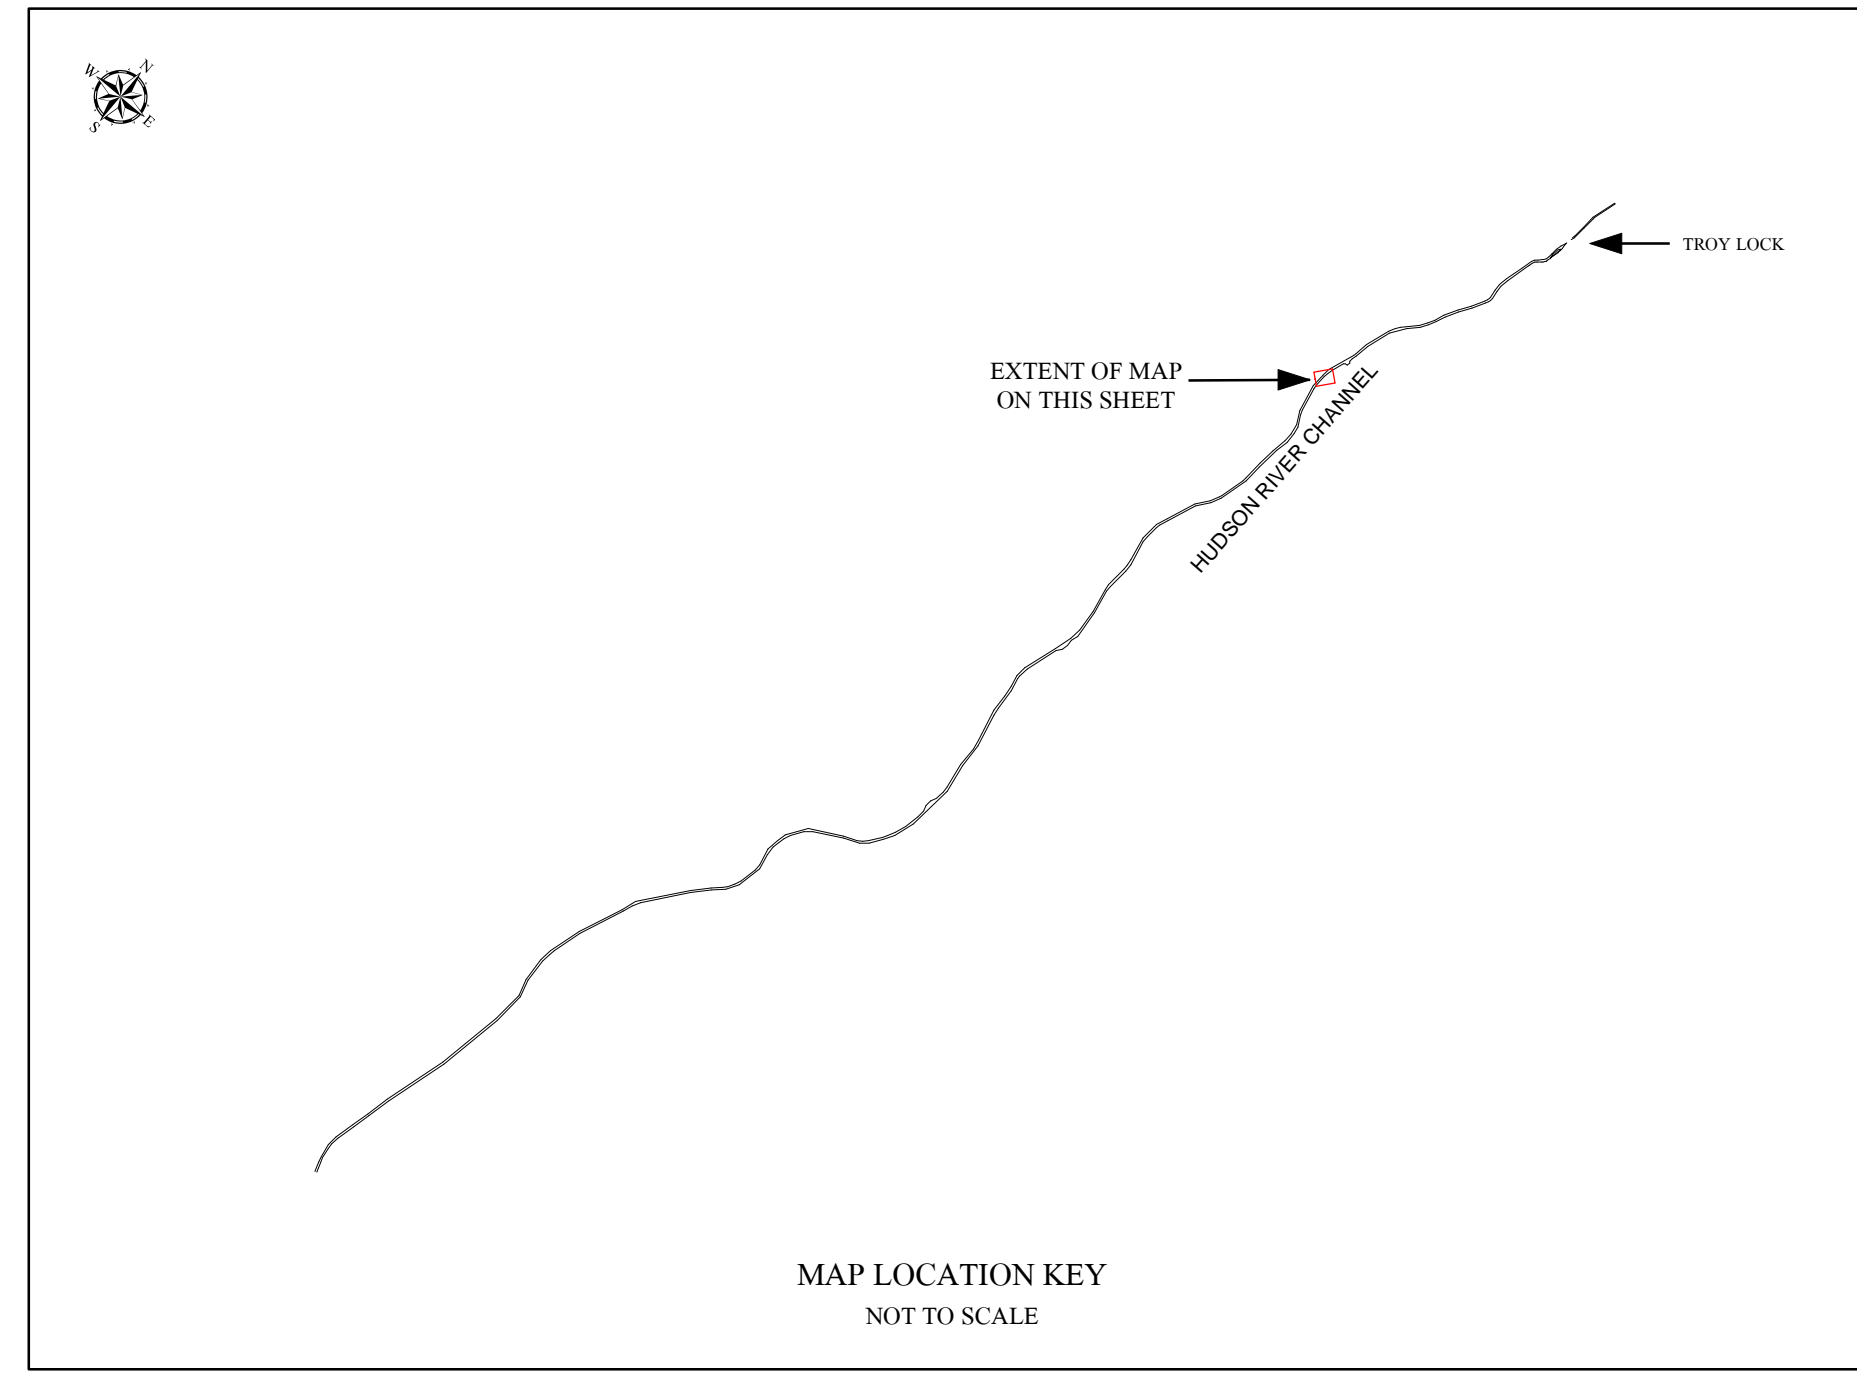 W N
S E
TROY LOCK
EXTENT OF MAP
ON THIS SHEET
HUDSON RIVER CHANNEL
MAP LOCATION KEY
NOT TO SCALE